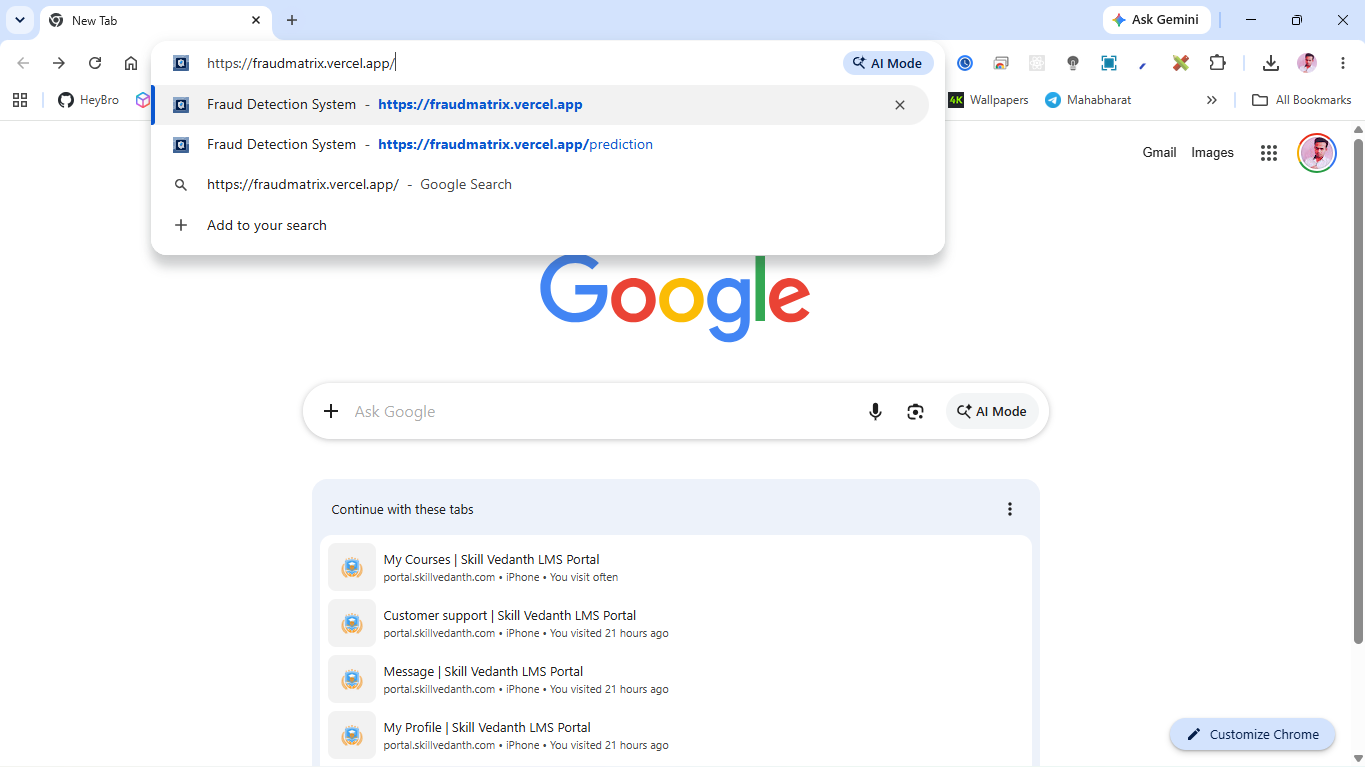 New Tab
Ask Gemini
https://fraudmatrix.vercel.app/
AI Mode
HeyBro
4K Wallpapers
Mahabharat
All Bookmarks
Fraud Detection System - https://fraudmatrix.vercel.app
Fraud Detection System - https://fraudmatrix.vercel.app/prediction
https://fraudmatrix.vercel.app/ - Google Search
Add to your search
Gmail Images
Google
Ask Google
AI Mode
Continue with these tabs
My Courses | Skill Vedanth LMS Portal
portal.skillvedanth.com • iPhone • You visit often
Customer support | Skill Vedanth LMS Portal
portal.skillvedanth.com • iPhone • You visited 21 hours ago
Message | Skill Vedanth LMS Portal
portal.skillvedanth.com • iPhone • You visited 21 hours ago
My Profile | Skill Vedanth LMS Portal
portal.skillvedanth.com • iPhone • You visited 21 hours ago
Customize Chrome